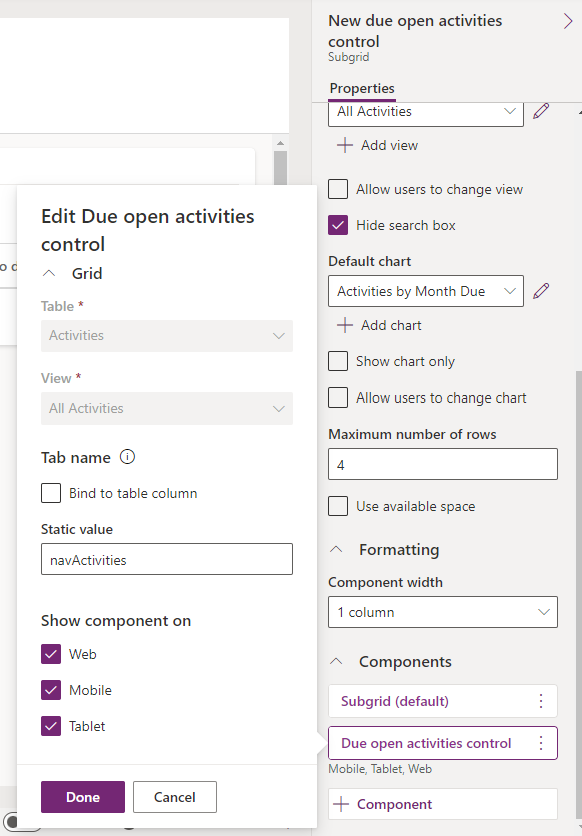 New due open activities
control
Subgrid
Properties
All Activities
Add view
Allow users to change view
Hide search box
Default chart
Activities by Month Due
Add chart
Show chart only
Allow users to change chart
Maximum number of rows
4
Use available space
Formatting
Component width
1 column
Components
Subgrid (default)
Due open activities control
Mobile, Tablet, Web
Component
Edit Due open activities
control
Grid
Table *
Activities
View *
All Activities
Tab name
Bind to table column
Static value
navActivities
Show component on
Web
Mobile
Tablet
Done
Cancel